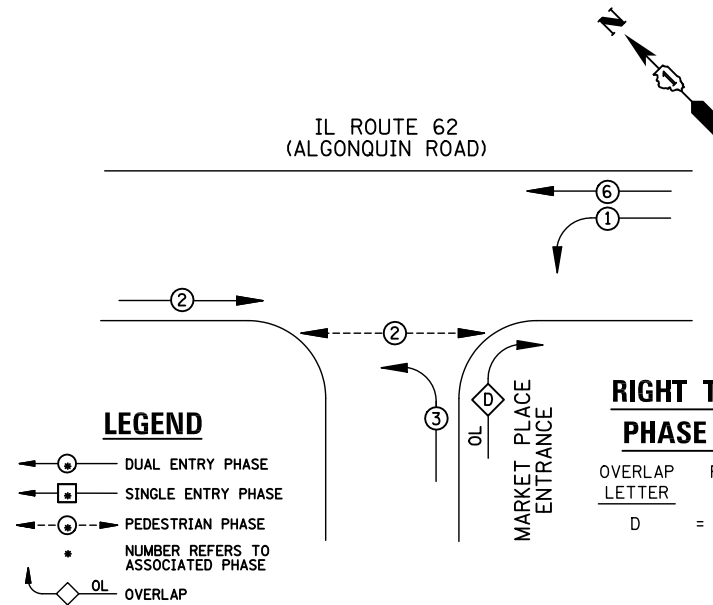 N
1
IL ROUTE 62
(ALGONQUIN ROAD)
6
1
2
2
3
D
OL
MARKET PLACE
ENTRANCE
LEGEND
* DUAL ENTRY PHASE
* SINGLE ENTRY PHASE
* PEDESTRIAN PHASE
* NUMBER REFERS TO
ASSOCIATED PHASE
OL OVERLAP
RIGHT
PHASE
OVERLAP
LETTER
D =